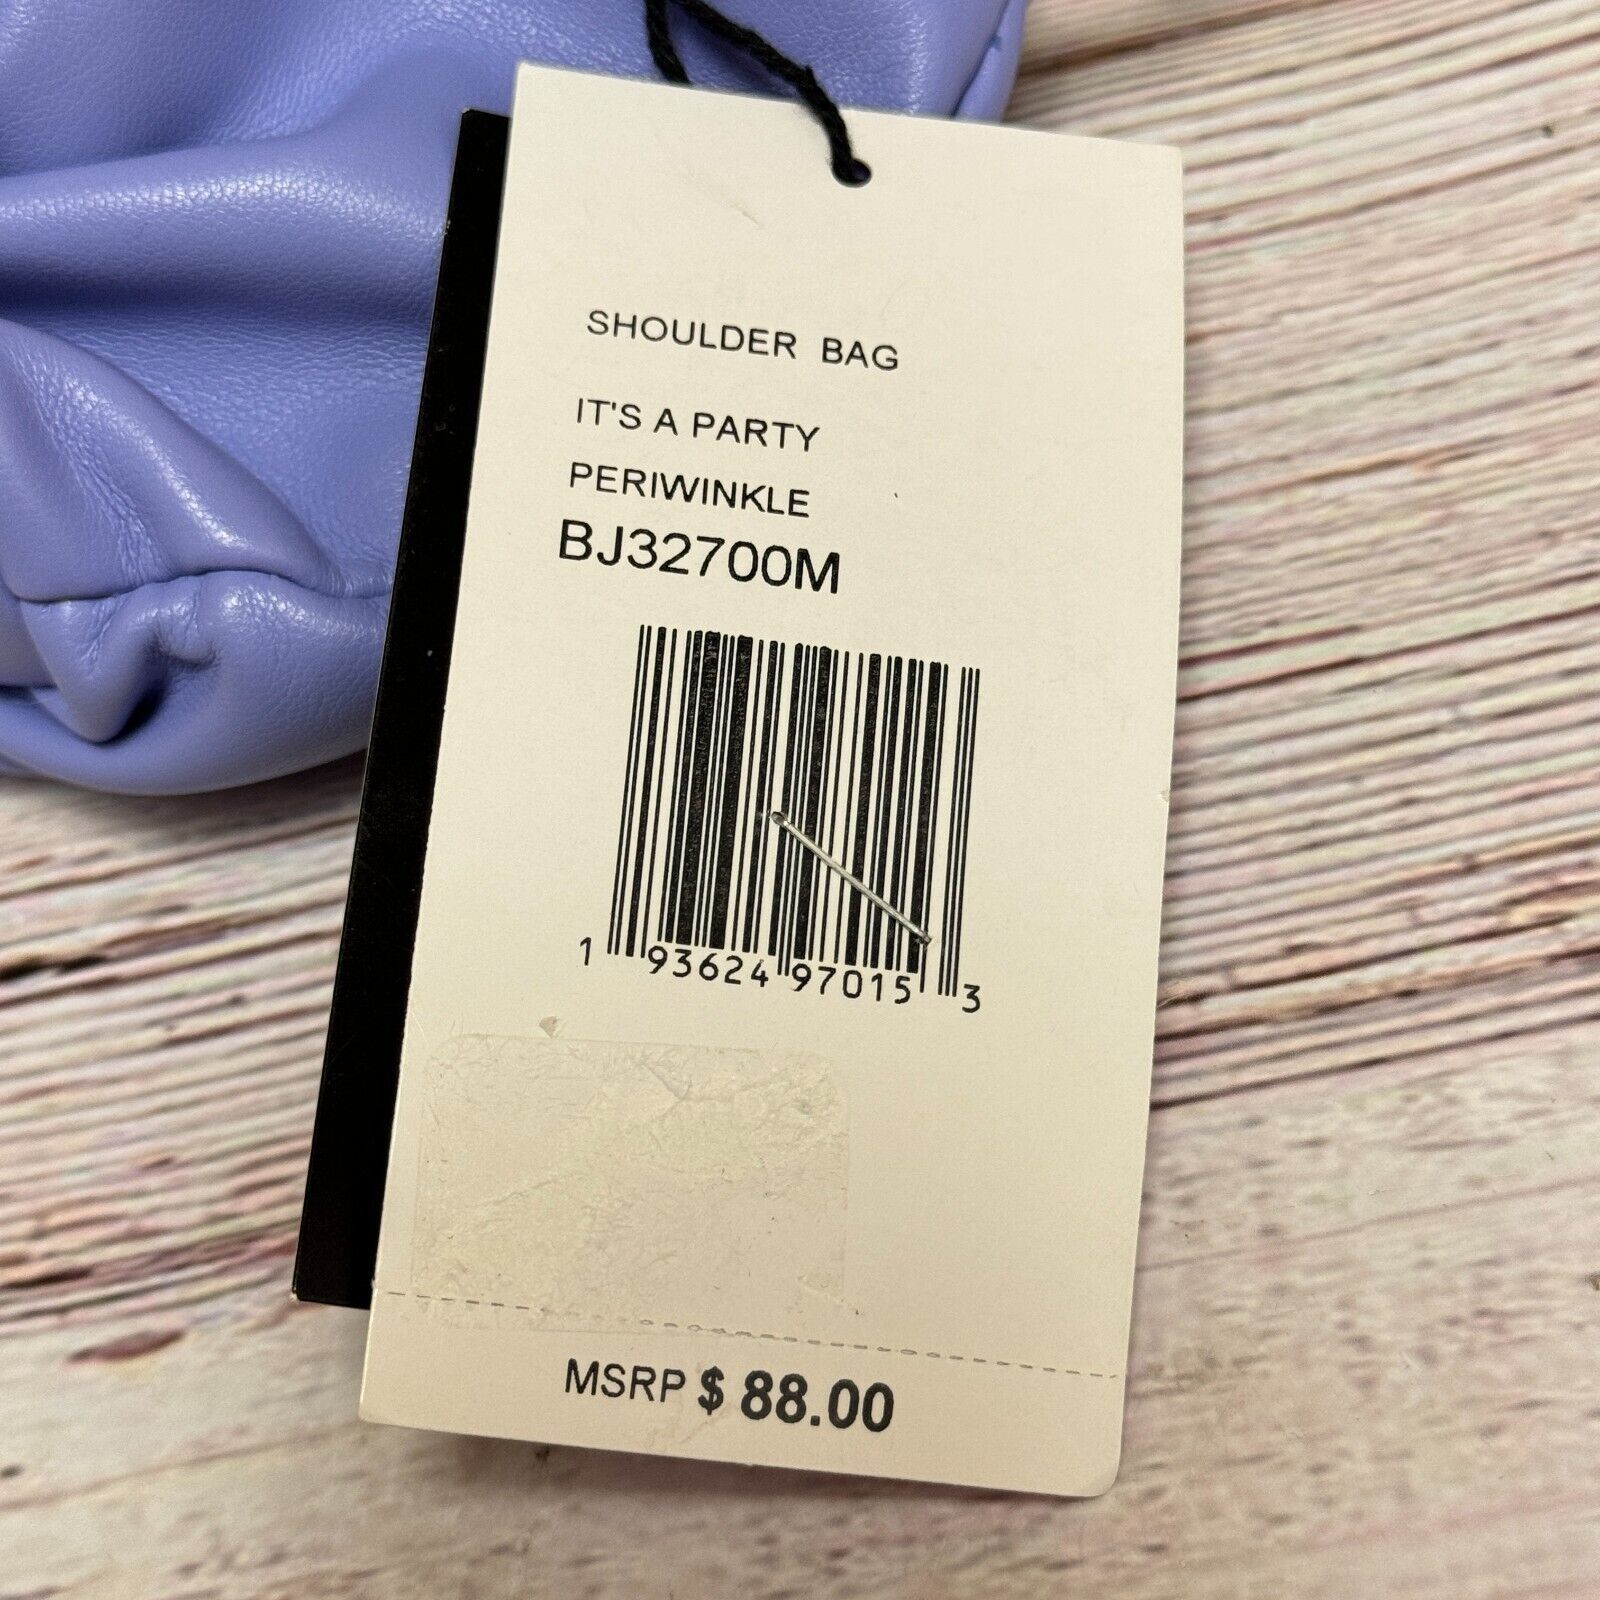 SHOULDER BAG
IT'S A PARTY
PERIWINKLE
BJ32700M
1 93624 97015 3
MSRP $ 88.00